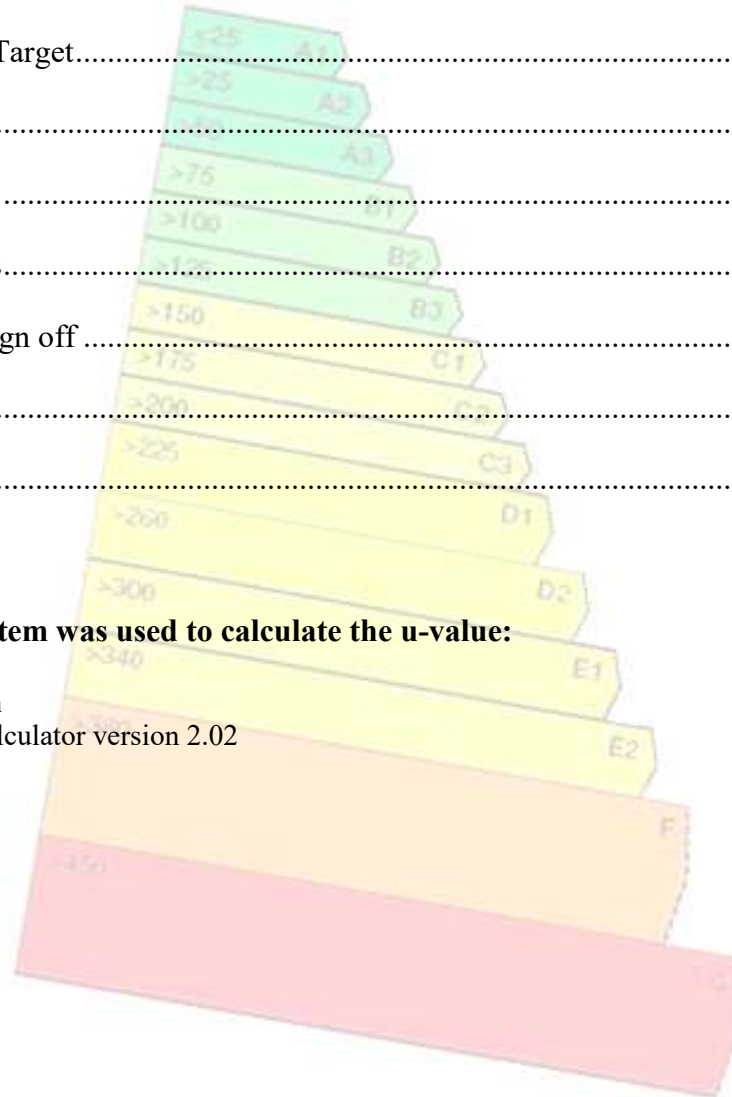 Target........................................................................
≤25 A1
>25 A2
>50 A3
>75 B1
>100 B2
>125 B3
>150 C1
gn off ........................................................................
>175 C2
>200 C3
>225 D1
>260 D2
>300 E1
tem was used to calculate the u-value:
>340 E2
>380 F
lculator version 2.02
>450 G